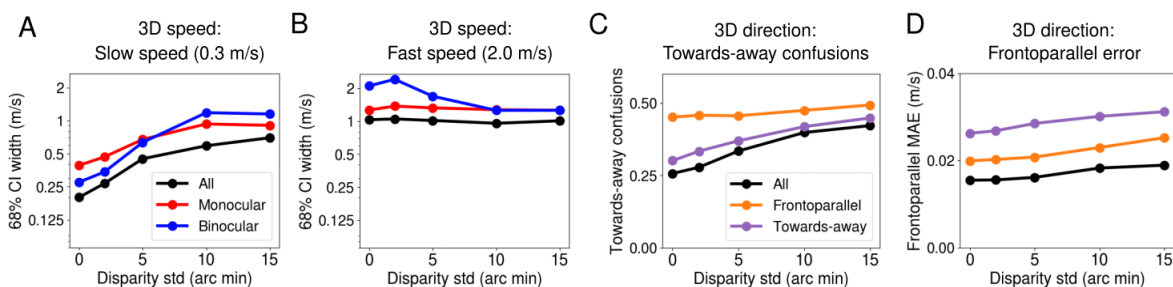 A
3D speed:
Slow speed (0.3 m/s)
68% CI width (m/s)
2
1
0.5
0.25
0.125
All
Monocular
Binocular
0 5 10 15
Disparity std (arc min)
B
3D speed:
Fast speed (2.0 m/s)
68% CI width (m/s)
2
1
0.5
0.25
0.125
0 5 10 15
Disparity std (arc min)
C
3D direction:
Towards-away confusions
Towards-away confusions
0.50
0.25
0.00
All
Frontoparallel
Towards-away
0 5 10 15
Disparity std (arc min)
D
3D direction:
Frontoparallel error
Frontoparallel MAE (m/s)
0.04
0.02
0.00
0 5 10 15
Disparity std (arc min)